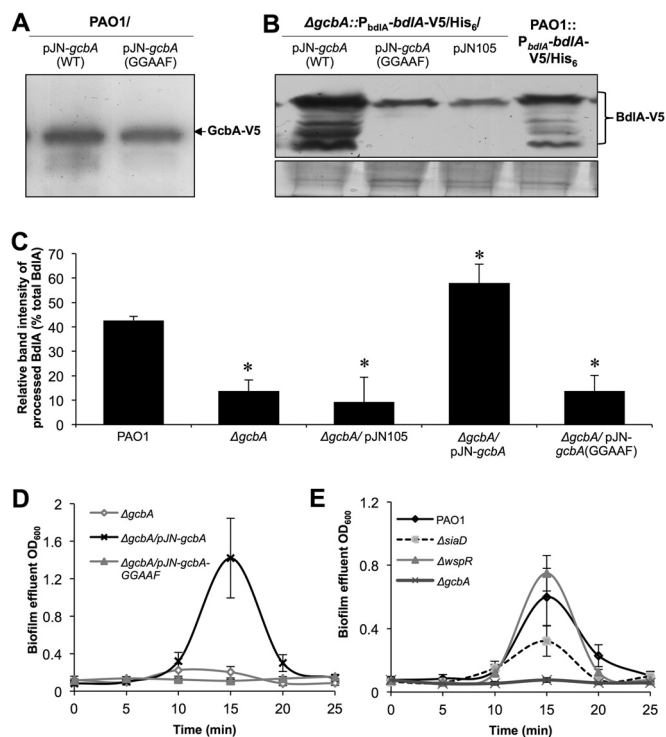 A
PAO1/
pJN-gcbA (WT)
pJN-gcbA (GGAAF)
GcbA-V5
B
ΔgcbA::PbdlA-bdlA-V5/His6/
pJN-gcbA (WT)
pJN-gcbA (GGAAF)
pJN105
PAO1::
PbdlA-bdlA-
V5/His6
BdlA-V5
C
Relative band intensity of
processed BdlA (% total BdlA)
70
60
50
40
30
20
10
0
*
*
*
*
PAO1
ΔgcbA
ΔgcbA/ pJN105
ΔgcbA/
pJN-gcbA
ΔgcbA/ pJN-
gcbA(GGAAF)
D
Biofilm effluent OD600
2
1.6
1.2
0.8
0.4
0
ΔgcbA
ΔgcbA/pJN-gcbA
ΔgcbA/pJN-gcbA-
GGAAF
0 5 10 15 20 25
Time (min)
E
Biofilm effluent OD600
1.2
0.8
0.4
0
PAO1
ΔsiaD
ΔwspR
ΔgcbA
0 5 10 15 20 25
Time (min)